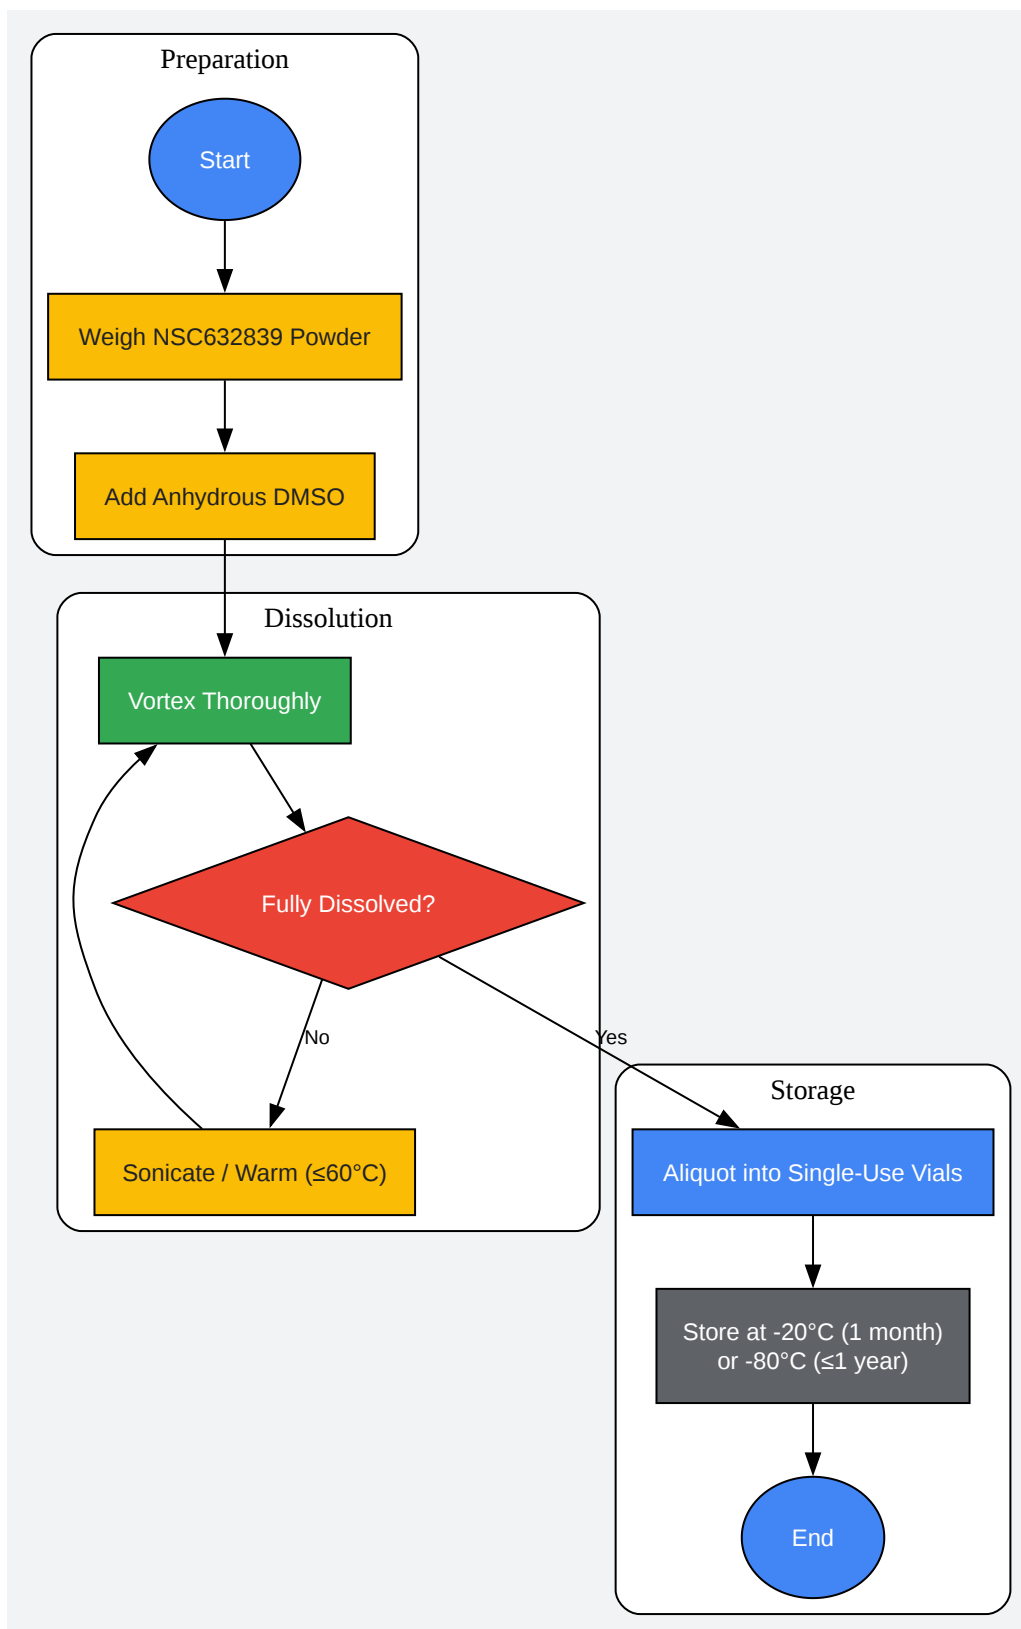 Preparation
Start
Weigh NSC632839 Powder
Add Anhydrous DMSO
Dissolution
Vortex Thoroughly
Fully Dissolved?
No
Yes
Sonicate / Warm (≤60°C)
Storage
Aliquot into Single-Use Vials
Store at -20°C (1 month)
or -80°C (≤1 year)
End